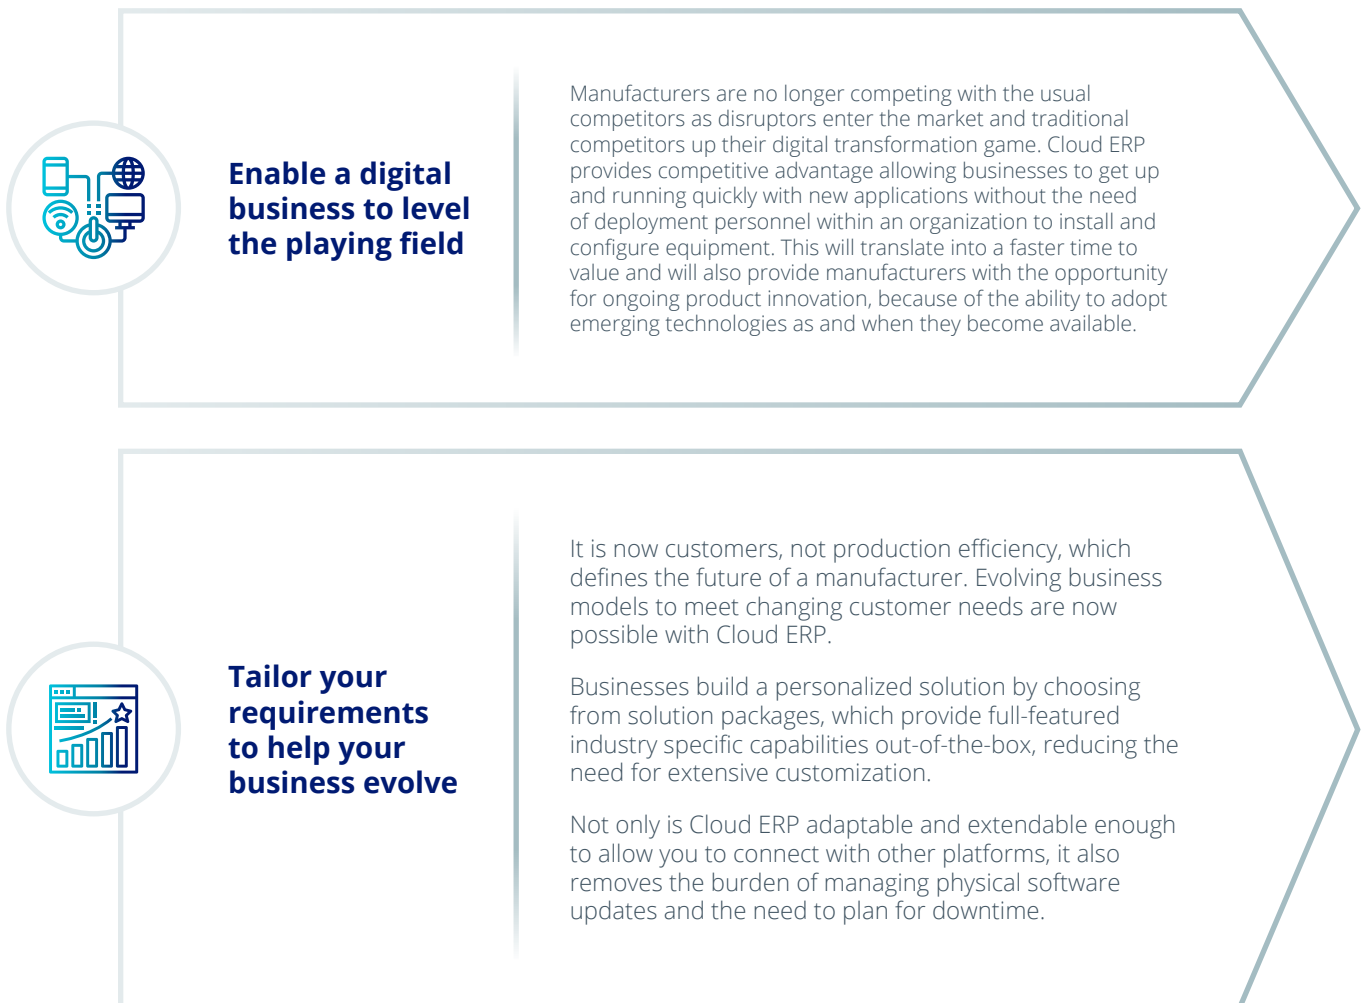 Enable a digital
business to level
the playing field
Manufacturers are no longer competing with the usual
competitors as disruptors enter the market and traditional
competitors up their digital transformation game. Cloud ERP
provides competitive advantage allowing businesses to get up
and running quickly with new applications without the need
of deployment personnel within an organization to install and
configure equipment. This will translate into a faster time to
value and will also provide manufacturers with the opportunity
for ongoing product innovation, because of the ability to adopt
emerging technologies as and when they become available.
Tailor your
requirements
to help your
business evolve
It is now customers, not production efficiency, which
defines the future of a manufacturer. Evolving business
models to meet changing customer needs are now
possible with Cloud ERP.
Businesses build a personalized solution by choosing
from solution packages, which provide full-featured
industry specific capabilities out-of-the-box, reducing the
need for extensive customization.
Not only is Cloud ERP adaptable and extendable enough
to allow you to connect with other platforms, it also
removes the burden of managing physical software
updates and the need to plan for downtime.